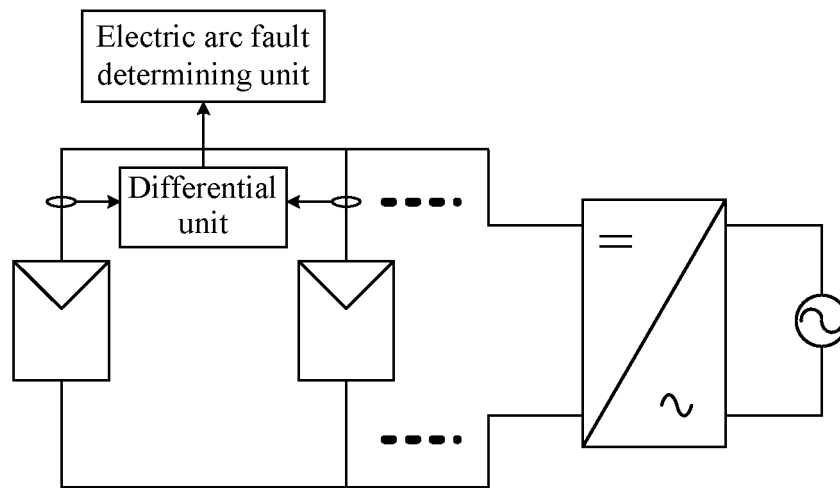 Electric arc fault
determining unit
Differential
unit